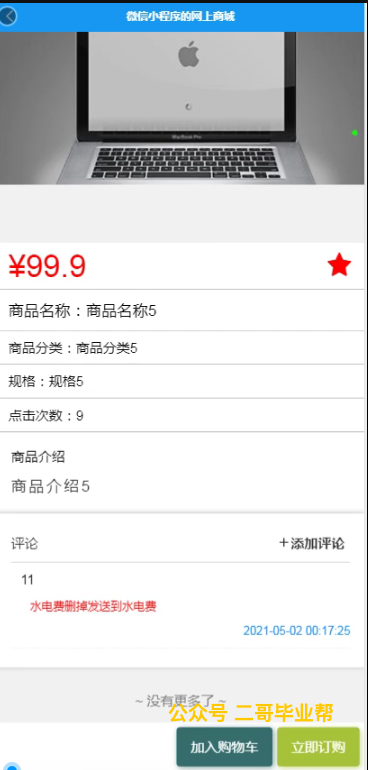 微信小程序的网上商城
MacBook Pro
¥99.9
商品名称：商品名称5
商品分类：商品分类5
规格：规格5
点击次数：9
商品介绍
商品介绍5
评论
+添加评论
11
水电费删掉发送到水电费
2021-05-02 00:17:25
~ 没有更多了 ~
公众号 二哥毕业帮
加入购物车
立即订购